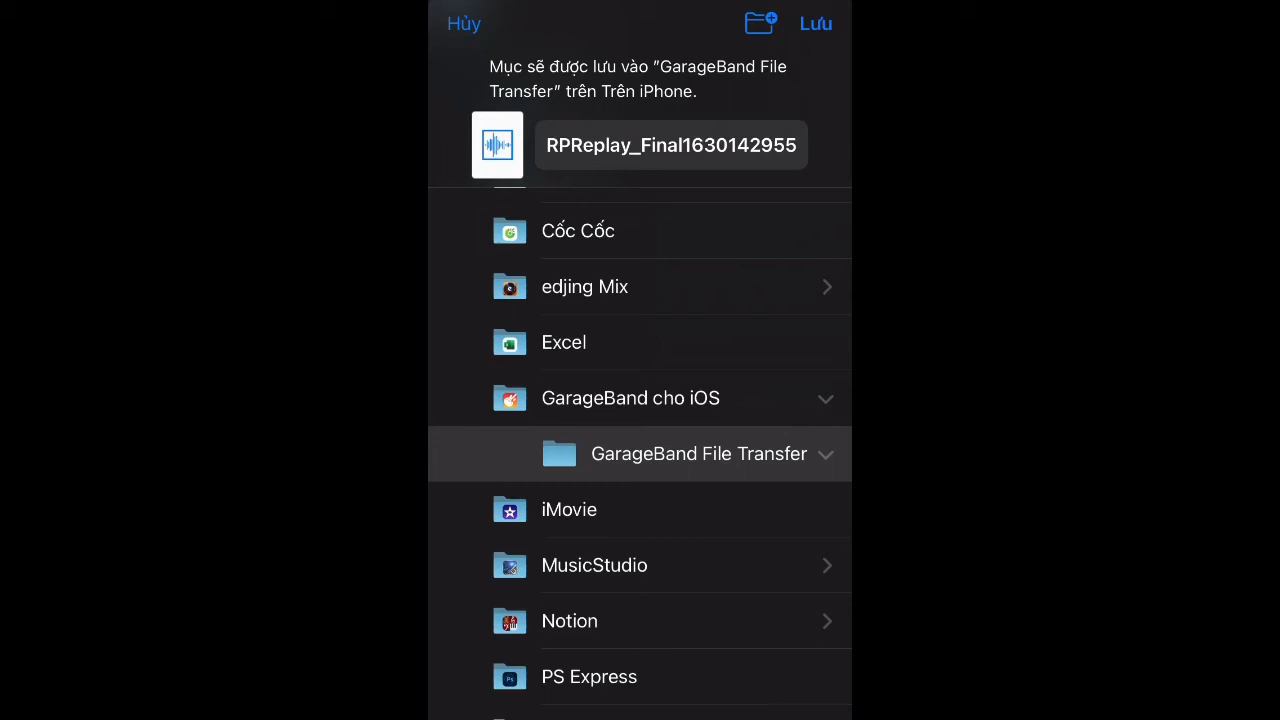 Hủy
Lưu
Mục sẽ được lưu vào "GarageBand File
Transfer" trên Trên iPhone.
RPReplay_Final1630142955
Cốc Cốc
edjing Mix
Excel
GarageBand cho iOS
GarageBand File Transfer
iMovie
MusicStudio
Notion
PS Express